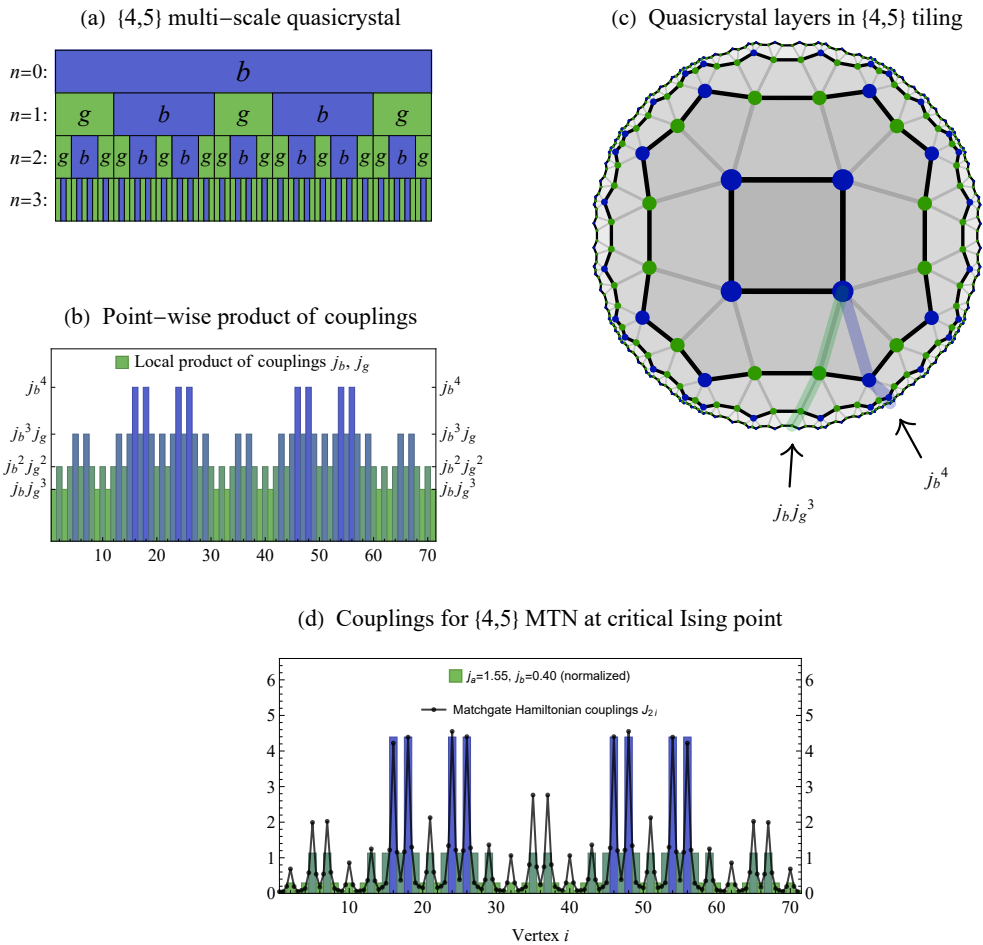 (a) {4,5} multi−scale quasicrystal
n=0:
b
n=1:
g b g b g
n=2:
g b g g b g b g g b g b g g b g
n=3:
(b) Point−wise product of couplings
Local product of couplings j_b, j_g
j_b^4 j_b^4
j_b^3 j_g j_b^3 j_g
j_b^2 j_g^2 j_b^2 j_g^2
j_b j_g^3 j_b j_g^3
10 20 30 40 50 60 70
(c) Quasicrystal layers in {4,5} tiling
j_b^4
j_b j_g^3
(d) Couplings for {4,5} MTN at critical Ising point
j_a=1.55, j_b=0.40 (normalized)
Matchgate Hamiltonian couplings J_{2 i}
6 6
5 5
4 4
3 3
2 2
1 1
0 0
10 20 30 40 50 60 70
Vertex i